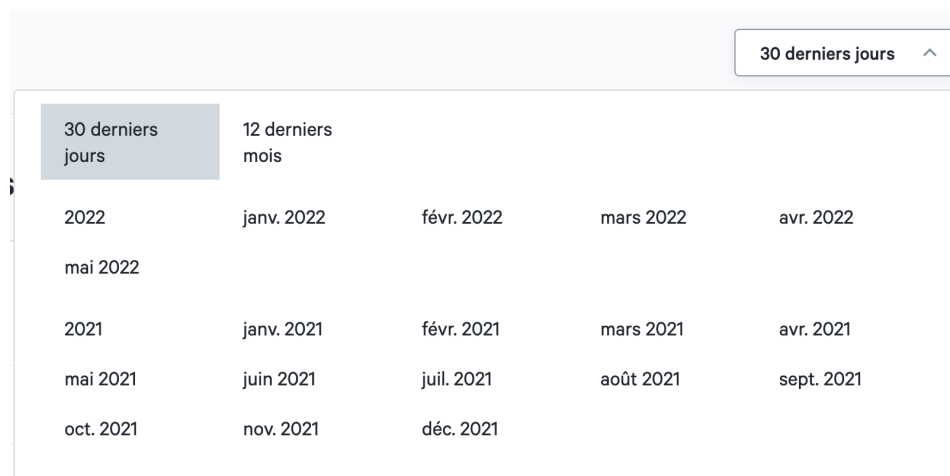 30 derniers jours
30 derniers
jours
12 derniers
mois
2022 janv. 2022 févr. 2022 mars 2022 avr. 2022
mai 2022
2021 janv. 2021 févr. 2021 mars 2021 avr. 2021
mai 2021 juin 2021 juil. 2021 août 2021 sept. 2021
oct. 2021 nov. 2021 déc. 2021